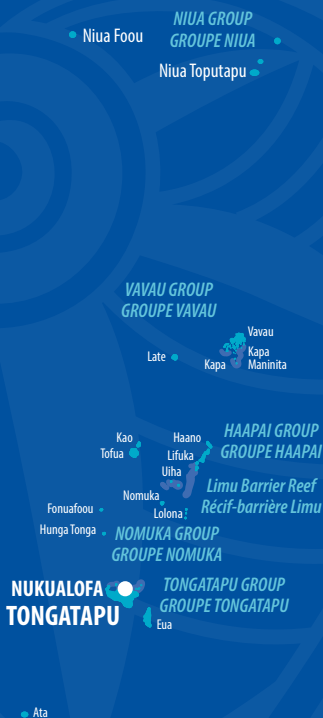 NIUA GROUP
GROUPE NIUA
Niua Foou
Niua Toputapu
VAVAU GROUP
GROUPE VAVAU
Vavau
Late
Kapa
Kapa
Maninita
Kao
Haano
HAAPAI GROUP
GROUPE HAAPAI
Tofua
Lifuka
Uiha
Limu Barrier Reef
Récif-barrière Limu
Nomuka
Fonuafoou
Lolona
Hunga Tonga
NOMUKA GROUP
GROUPE NOMUKA
NUKUALOFA
TONGATAPU
TONGATAPU GROUP
GROUPE TONGATAPU
Eua
Ata